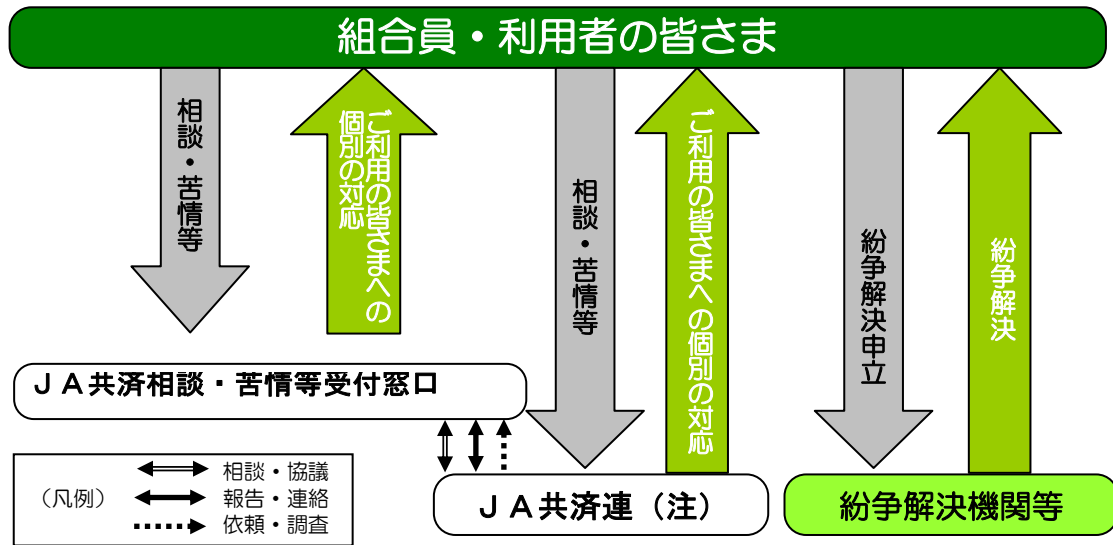 組合員・利用者の皆さま
相談・苦情等
ご利用の皆さまへの
個別の対応
相談・苦情等
ご利用の皆さまへの個別の対応
紛争解決申立
紛争解決
ＪＡ共済相談・苦情等受付窓口
（凡例）
相談・協議
報告・連絡
依頼・調査
ＪＡ共済連（注）
紛争解決機関等